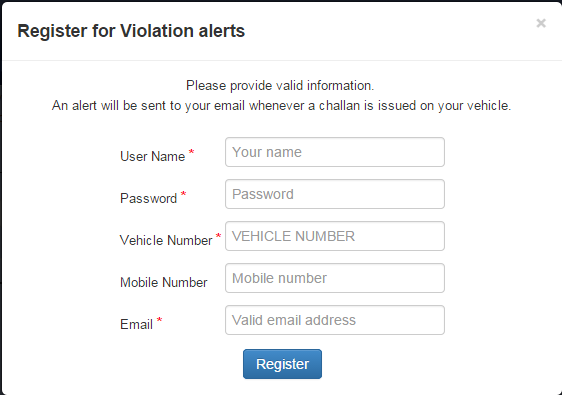 Register for Violation alerts ×
Please provide valid information.
An alert will be sent to your email whenever a challan is issued on your vehicle.
User Name * Your name
Password * Password
Vehicle Number * VEHICLE NUMBER
Mobile Number Mobile number
Email * Valid email address
Register